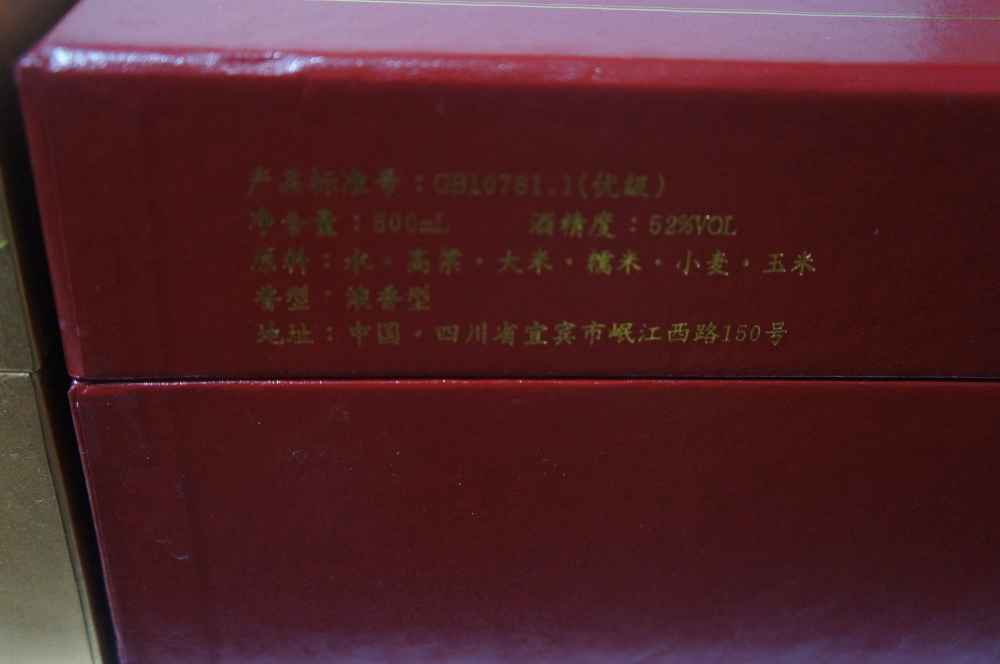 产品标准号：GB10781.1(优级)
净含量：500mL 酒精度：52%VOL
原料：水·高粱·大米·糯米·小麦·玉米
香型：浓香型
地址：中国·四川省宜宾市岷江西路150号